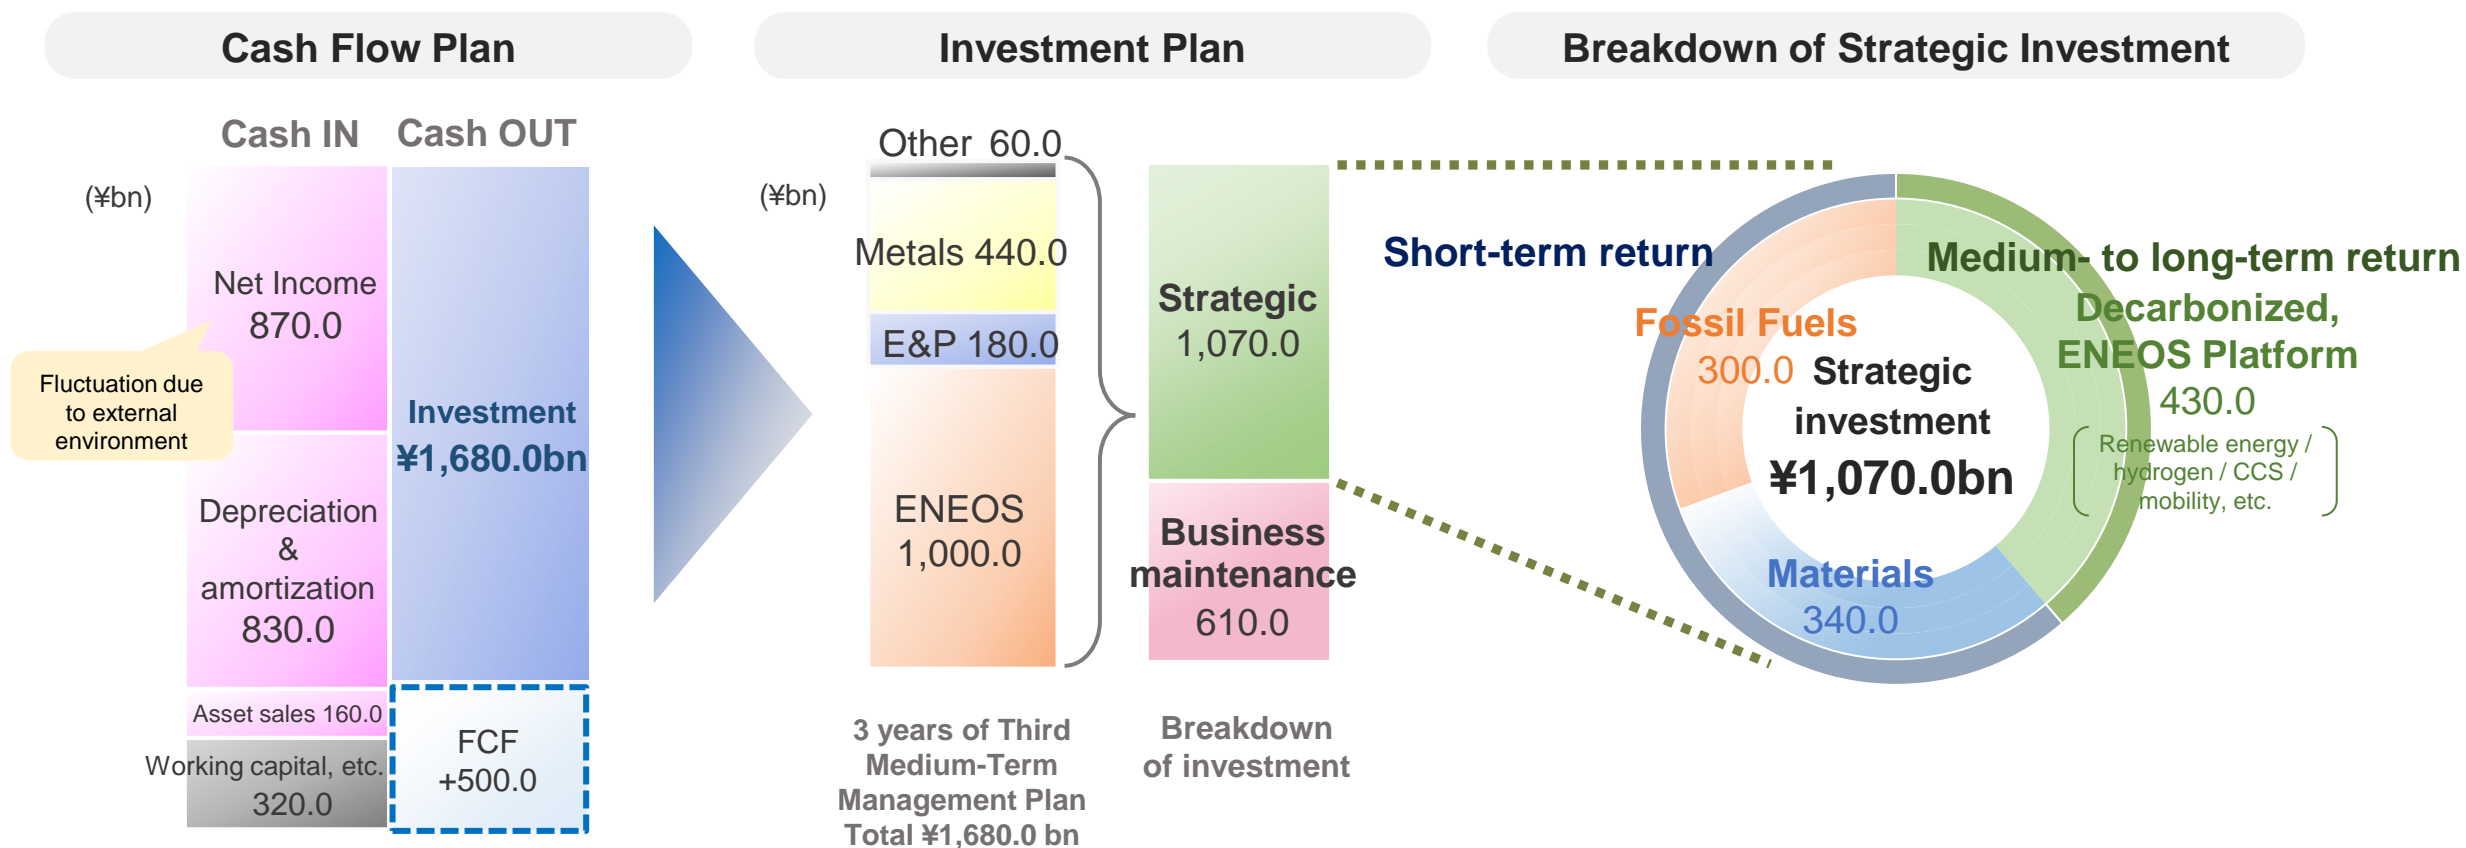 Cash Flow Plan
Cash IN
Cash OUT
(¥bn)
Net Income
870.0
Fluctuation due
to external
environment
Depreciation
&
amortization
830.0
Asset sales 160.0
Working capital, etc.
320.0
Investment
¥1,680.0bn
FCF
+500.0
Investment Plan
(¥bn)
Other 60.0
Metals 440.0
E&P 180.0
ENEOS
1,000.0
3 years of Third
Medium-Term
Management Plan
Total ¥1,680.0 bn
Strategic
1,070.0
Business
maintenance
610.0
Breakdown
of investment
Breakdown of Strategic Investment
Short-term return
Medium- to long-term return
Fossil Fuels
300.0
Decarbonized,
ENEOS Platform
430.0
Renewable energy /
hydrogen / CCS /
mobility, etc.
Strategic
investment
¥1,070.0bn
Materials
340.0